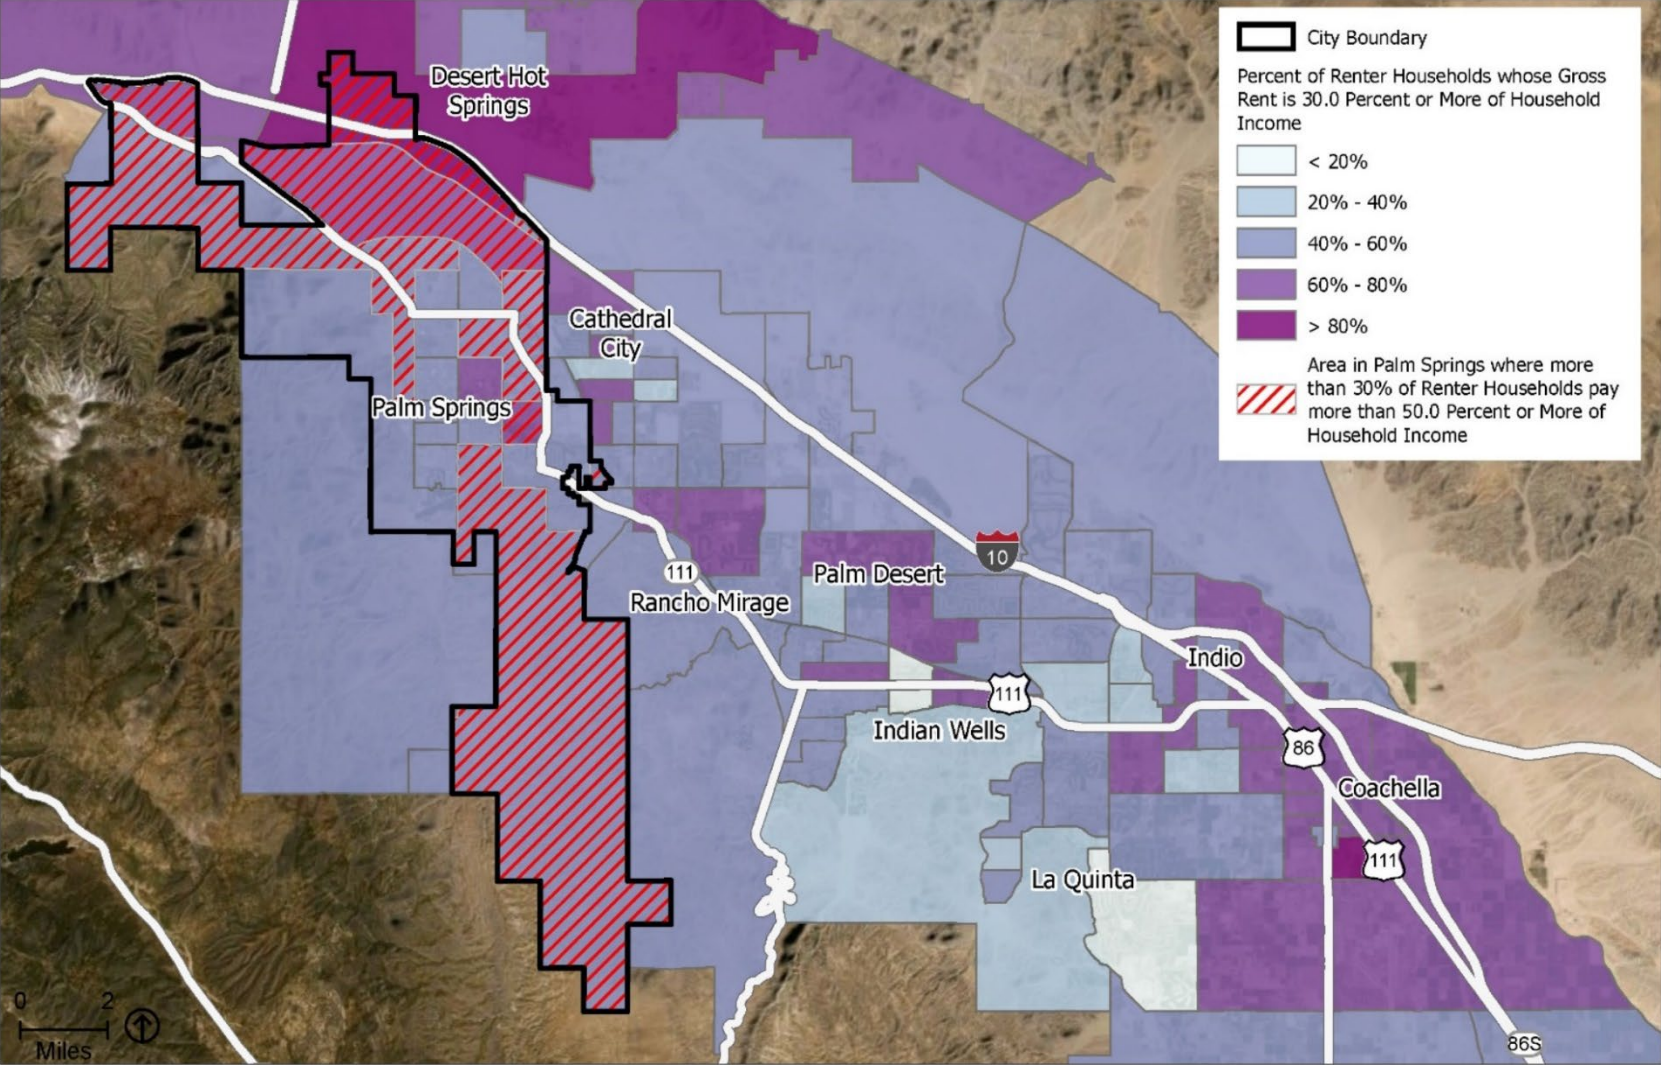 City Boundary
Percent of Renter Households whose Gross
Rent is 30.0 Percent or More of Household
Income
< 20%
20% - 40%
40% - 60%
60% - 80%
> 80%
Area in Palm Springs where more
than 30% of Renter Households pay
more than 50.0 Percent or More of
Household Income
Desert Hot
Springs
Cathedral
City
Palm Springs
10
111
Palm Desert
Rancho Mirage
Indio
111
Indian Wells
86
Coachella
111
La Quinta
0 2
Miles
86S